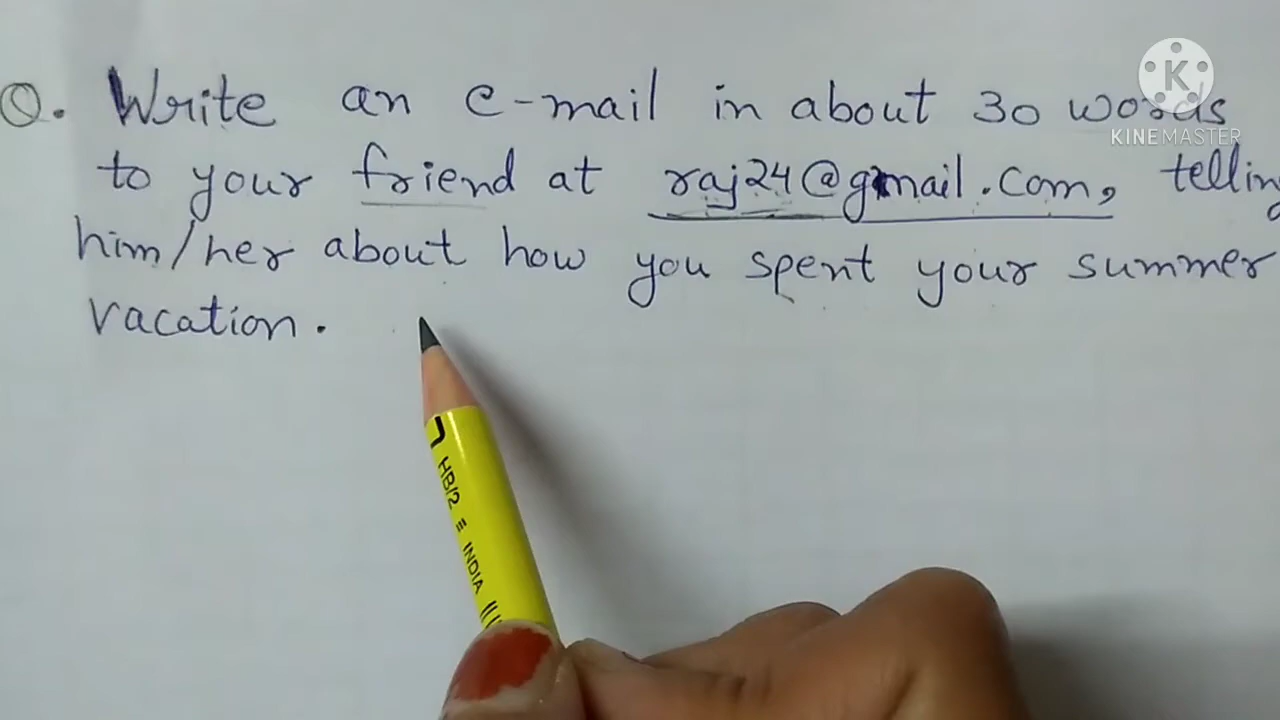 Q. Write an e-mail in about 30 words
to your friend at raj24@gmail.com, telling
him/her about how you spent your summer
vacation.
K
KINEMASTER
HB/2 = INDIA